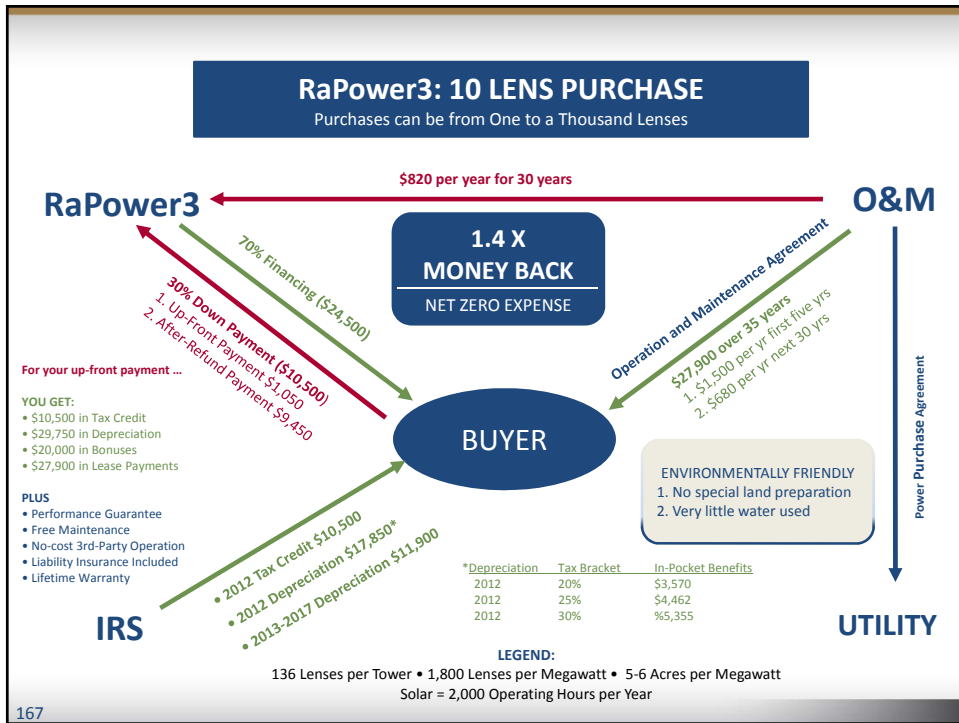 RaPower3: 10 LENS PURCHASE
Purchases can be from One to a Thousand Lenses
$820 per year for 30 years
RaPower3
O&M
1.4 X
MONEY BACK
NET ZERO EXPENSE
70% Financing ($24,500)
30% Down Payment ($10,500)
1. Up-Front Payment $1,050
2. After-Refund Payment $9,450
Operation and Maintenance Agreement
$27,900 over 35 years
1. $1,500 per yr first five yrs
2. $680 per yr next 30 yrs
Power Purchase Agreement
For your up-front payment …
YOU GET:
• $10,500 in Tax Credit
• $29,750 in Depreciation
• $20,000 in Bonuses
• $27,900 in Lease Payments
PLUS
• Performance Guarantee
• Free Maintenance
• No-cost 3rd-Party Operation
• Liability Insurance Included
• Lifetime Warranty
BUYER
ENVIRONMENTALLY FRIENDLY
1. No special land preparation
2. Very little water used
• 2012 Tax Credit $10,500
• 2012 Depreciation $17,850*
• 2013-2017 Depreciation $11,900
*Depreciation Tax Bracket In-Pocket Benefits
2012 20% $3,570
2012 25% $4,462
2012 30% %5,355
IRS
UTILITY
LEGEND:
136 Lenses per Tower • 1,800 Lenses per Megawatt • 5-6 Acres per Megawatt
Solar = 2,000 Operating Hours per Year
167